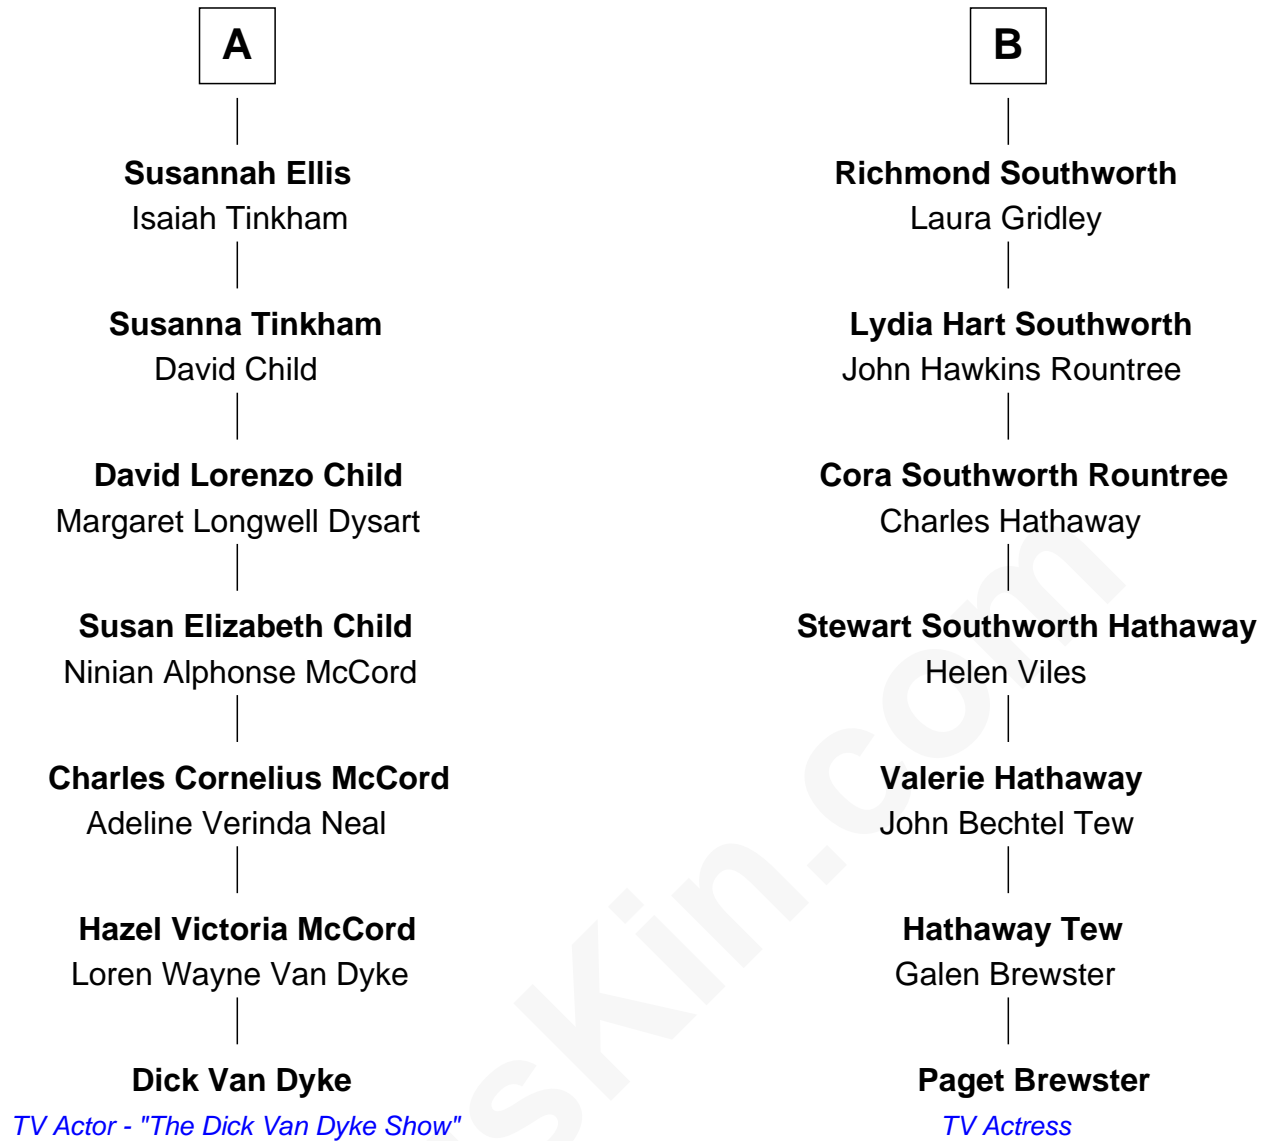 A
Susannah Ellis
Isaiah Tinkham
Susanna Tinkham
David Child
David Lorenzo Child
Margaret Longwell Dysart
Susan Elizabeth Child
Ninian Alphonse McCord
Charles Cornelius McCord
Adeline Verinda Neal
Hazel Victoria McCord
Loren Wayne Van Dyke
Dick Van Dyke
TV Actor - "The Dick Van Dyke Show"
B
Richmond Southworth
Laura Gridley
Lydia Hart Southworth
John Hawkins Rountree
Cora Southworth Rountree
Charles Hathaway
Stewart Southworth Hathaway
Helen Viles
Valerie Hathaway
John Bechtel Tew
Hathaway Tew
Galen Brewster
Paget Brewster
TV Actress
sKin.com